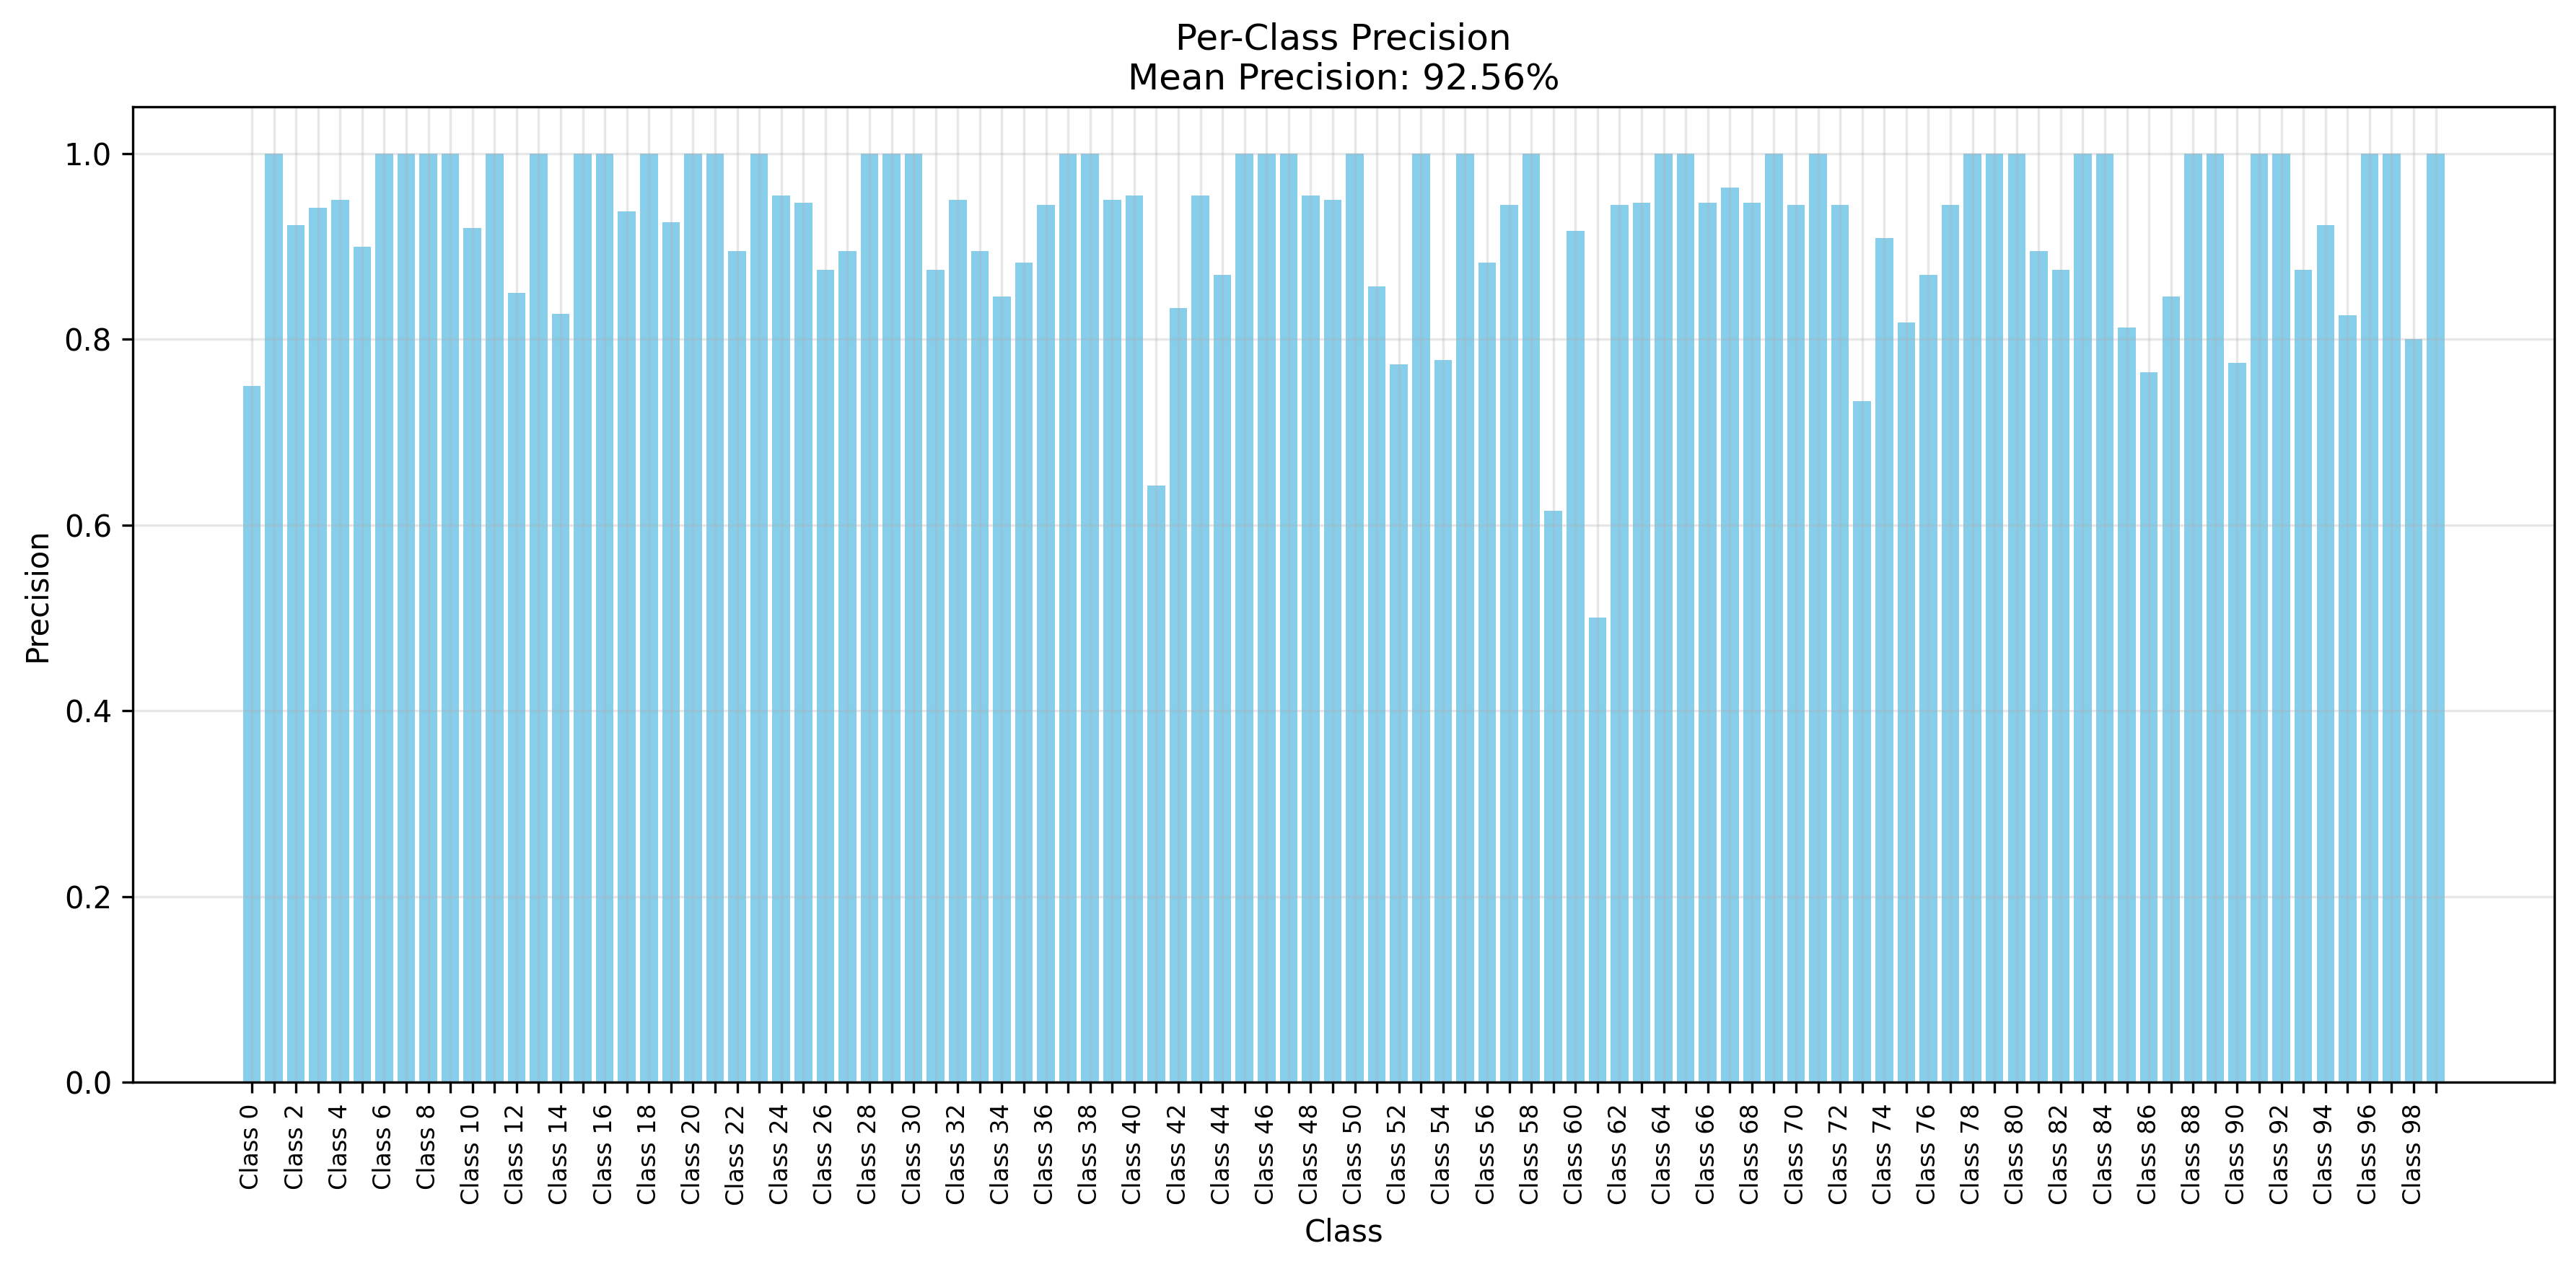 Per-Class Precision
Mean Precision: 92.56%
Precision
1.0
0.8
0.6
0.4
0.2
0.0
Class 0
Class 2
Class 4
Class 6
Class 8
Class 10
Class 12
Class 14
Class 16
Class 18
Class 20
Class 22
Class 24
Class 26
Class 28
Class 30
Class 32
Class 34
Class 36
Class 38
Class 40
Class 42
Class 44
Class 46
Class 48
Class 50
Class 52
Class 54
Class 56
Class 58
Class 60
Class 62
Class 64
Class 66
Class 68
Class 70
Class 72
Class 74
Class 76
Class 78
Class 80
Class 82
Class 84
Class 86
Class 88
Class 90
Class 92
Class 94
Class 96
Class 98
Class